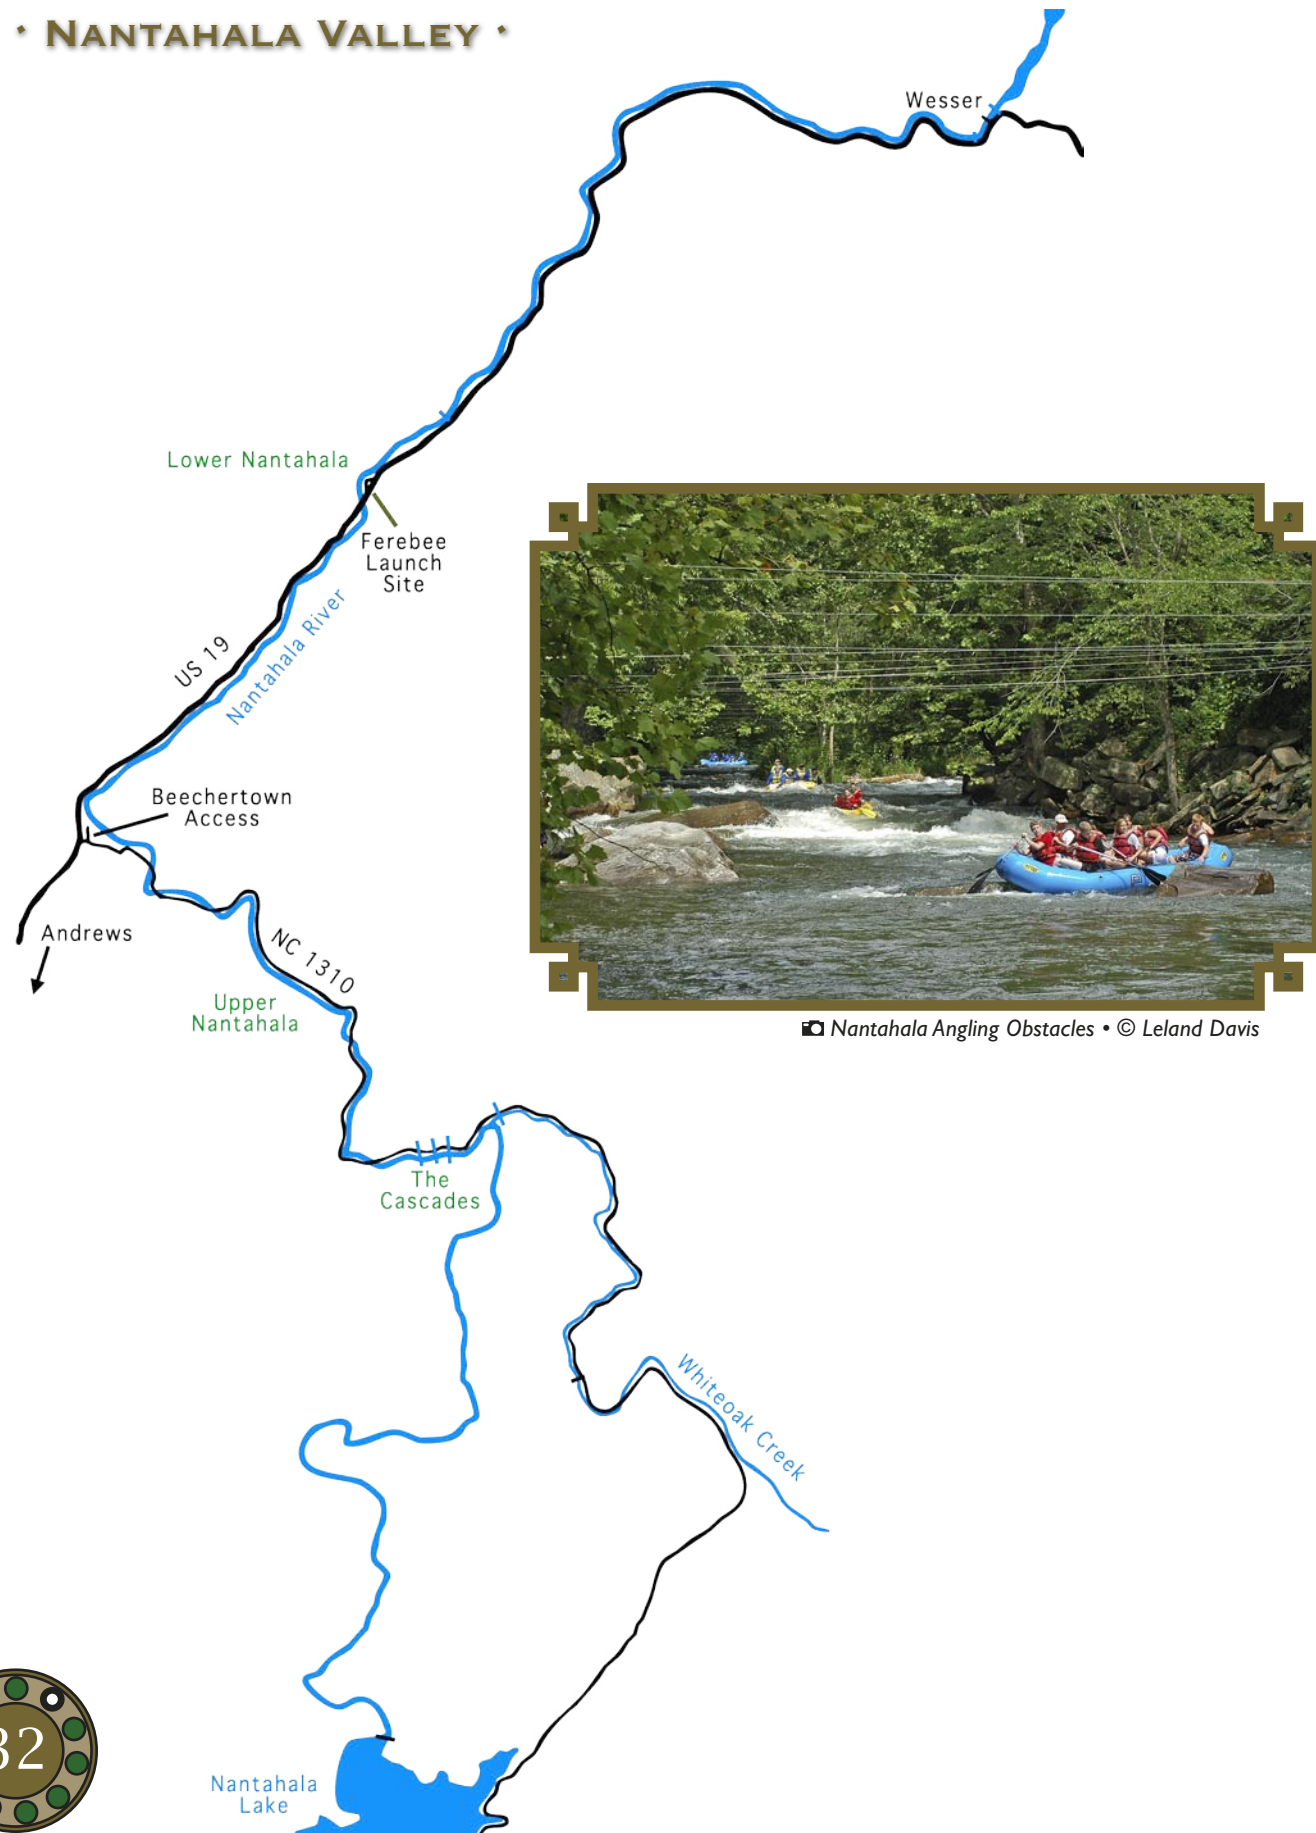 · Nantahala Valley ·
Wesser
Lower Nantahala
Ferebee
Launch
Site
US 19
Nantahala River
Beechertown
Access
Andrews
NC 1310
Upper
Nantahala
Nantahala Angling Obstacles • © Leland Davis
The
Cascades
Whiteoak Creek
Nantahala
Lake